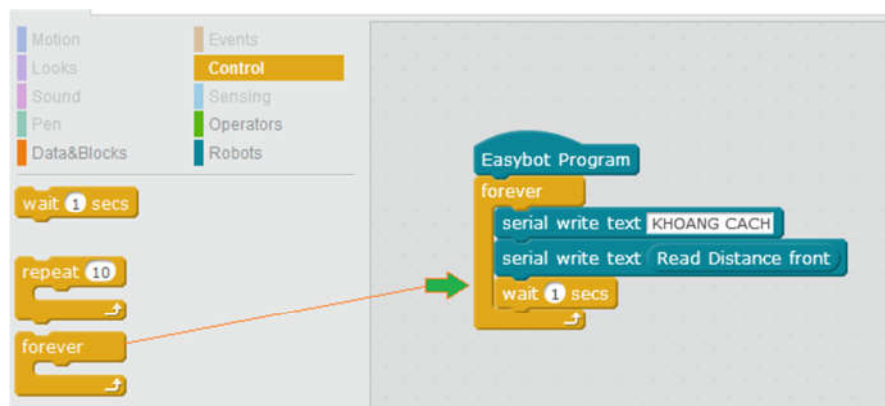 Motion
Events
Looks
Control
Sound
Sensing
Pen
Operators
Data&Blocks
Robots
wait 1 secs
repeat 10
forever
Easybot Program
forever
serial write text KHOANG CACH
serial write text Read Distance front
wait 1 secs